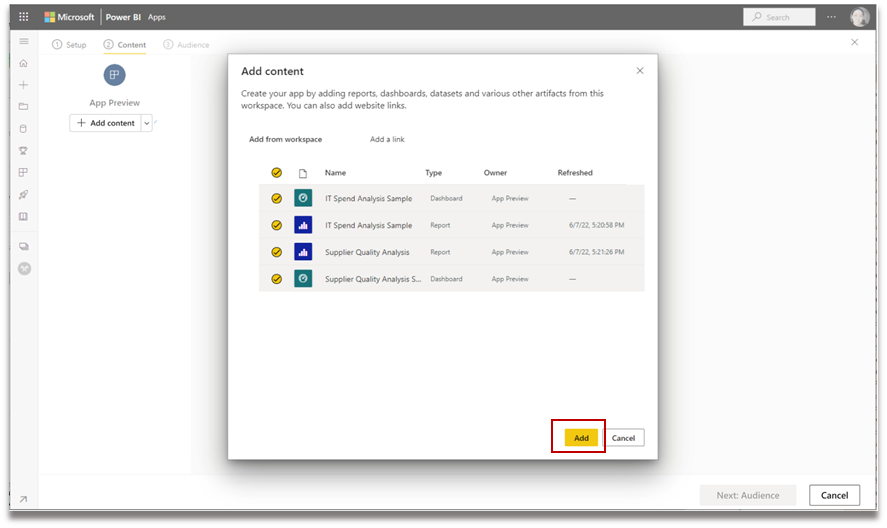 Microsoft Power BI Apps Search ...
1 Setup 2 Content 3 Audience
App Preview
+ Add content
Add content
Create your app by adding reports, dashboards, datasets and various other artifacts from this
workspace. You can also add website links.
Add from workspace Add a link
Name Type Owner Refreshed
IT Spend Analysis Sample Dashboard App Preview —
IT Spend Analysis Sample Report App Preview 6/7/22, 5:20:58 PM
Supplier Quality Analysis Report App Preview 6/7/22, 5:21:26 PM
Supplier Quality Analysis S... Dashboard App Preview —
Add Cancel
Next: Audience Cancel